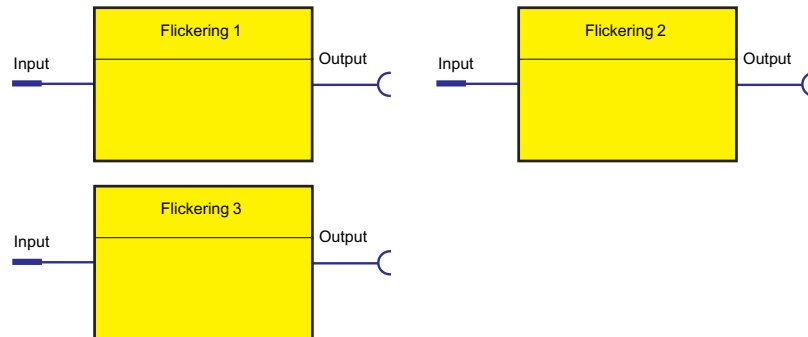 Flickering 1
Input
Output
Flickering 2
Input
Output
Flickering 3
Input
Output